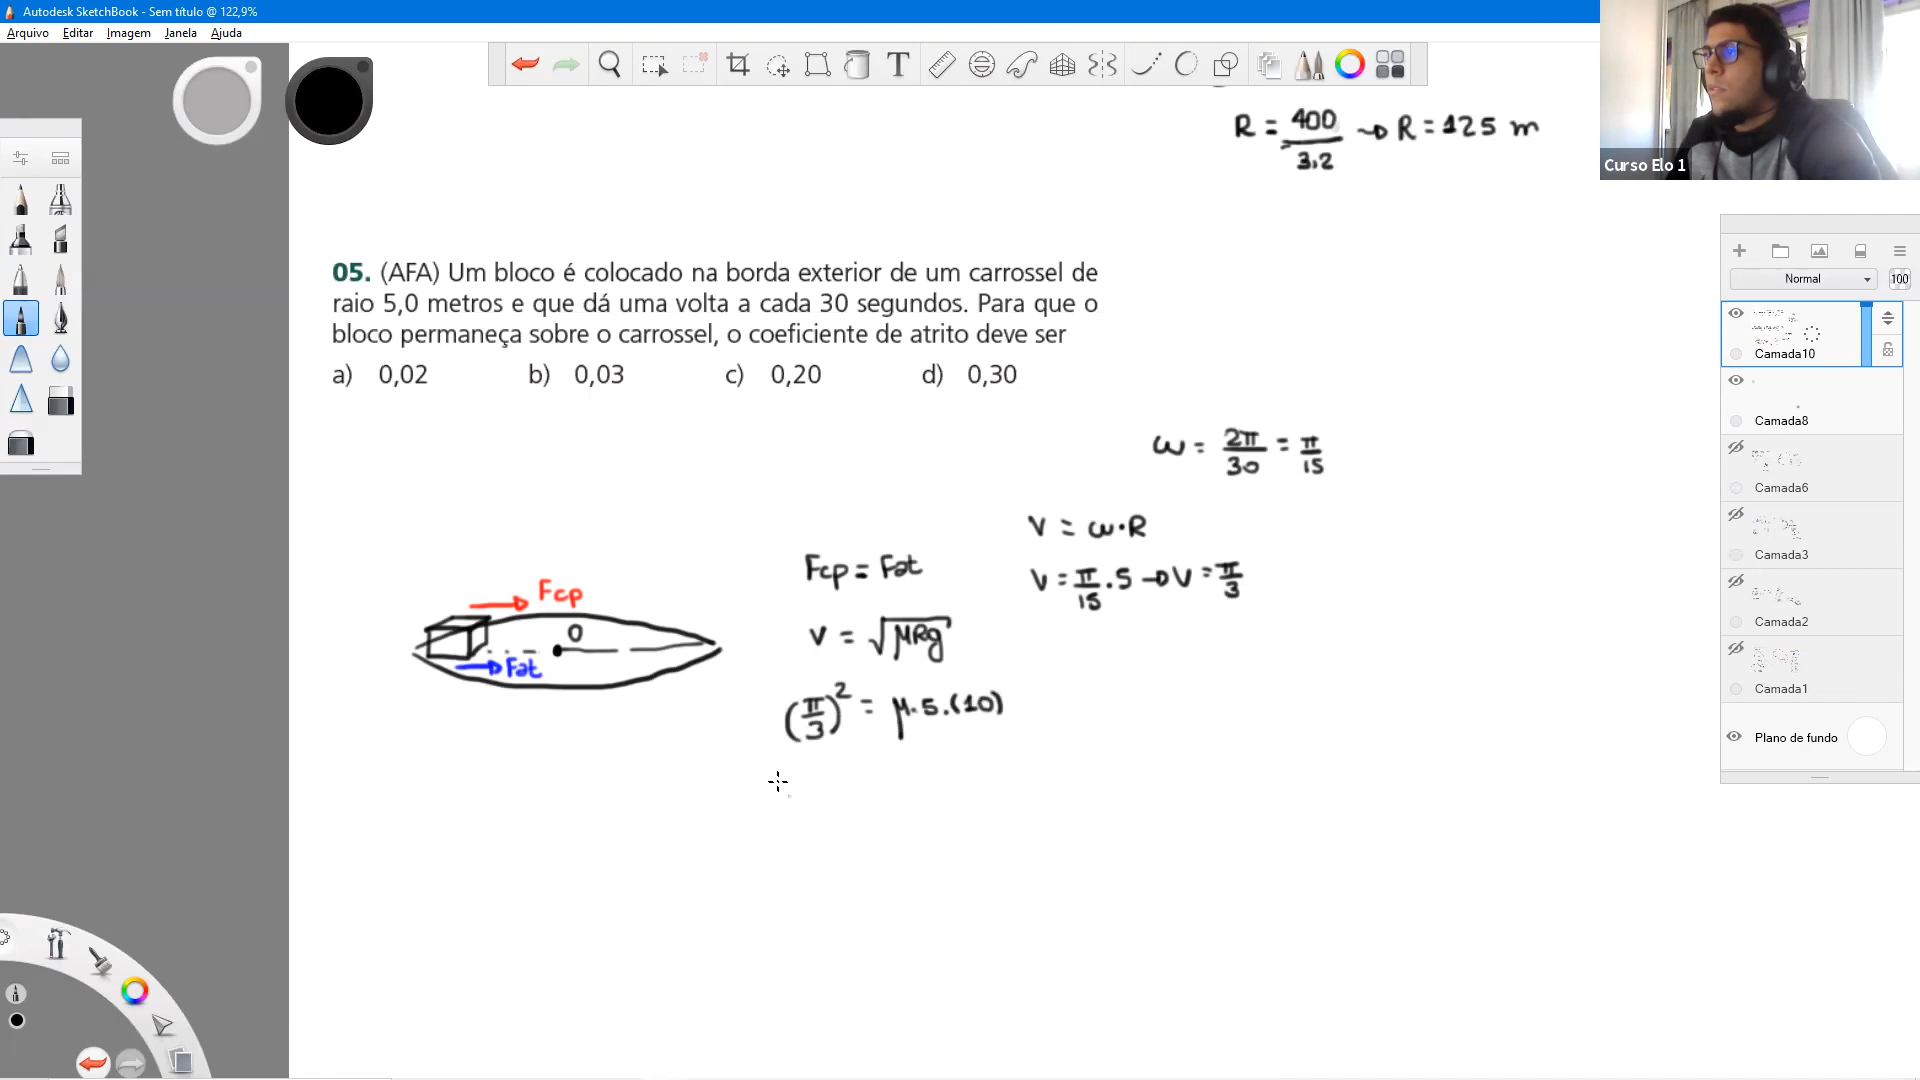 Autodesk SketchBook - Sem título @ 122,9%
Arquivo Editar Imagem Janela Ajuda
T
R = 400 / 3,2 → R = 125 m
Curso Elo 1
05. (AFA) Um bloco é colocado na borda exterior de um carrossel de
raio 5,0 metros e que dá uma volta a cada 30 segundos. Para que o
bloco permaneça sobre o carrossel, o coeficiente de atrito deve ser
a) 0,02 b) 0,03 c) 0,20 d) 0,30
ω = 2π/30 = π/15
V = ω·R
V = π/15 . 5 → V = π/3
Fcp = Fat
V = √μRg
(π/3)² = μ.5.(10)
Fcp
O
Fat
Normal 100
Camada10
Camada8
Camada6
Camada3
Camada2
Camada1
Plano de fundo